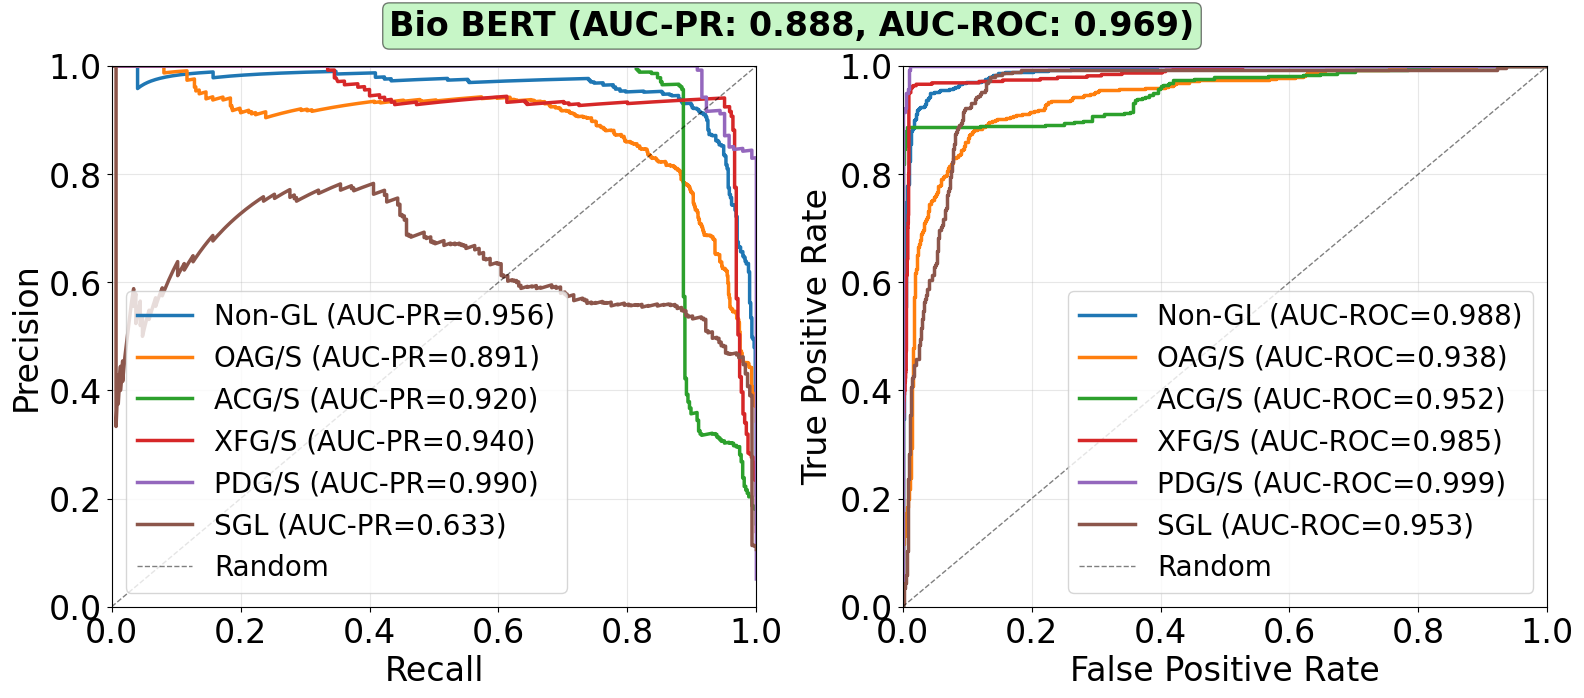 Bio BERT (AUC-PR: 0.888, AUC-ROC: 0.969)
1.0
0.8
0.6
0.4
0.2
0.0
Precision
Non-GL (AUC-PR=0.956)
OAG/S (AUC-PR=0.891)
ACG/S (AUC-PR=0.920)
XFG/S (AUC-PR=0.940)
PDG/S (AUC-PR=0.990)
SGL (AUC-PR=0.633)
Random
0.0 0.2 0.4 0.6 0.8 1.0
Recall
1.0
0.8
0.6
0.4
0.2
0.0
True Positive Rate
Non-GL (AUC-ROC=0.988)
OAG/S (AUC-ROC=0.938)
ACG/S (AUC-ROC=0.952)
XFG/S (AUC-ROC=0.985)
PDG/S (AUC-ROC=0.999)
SGL (AUC-ROC=0.953)
Random
0.0 0.2 0.4 0.6 0.8 1.0
False Positive Rate